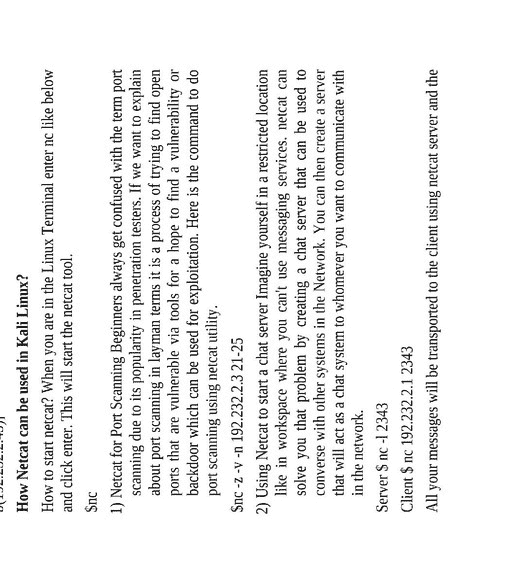 How Netcat can be used in Kali Linux?
How to start netcat? When you are in the Linux Terminal enter nc like below
and click enter. This will start the netcat tool.
$nc
1) Netcat for Port Scanning Beginners always get confused with the term port
scanning due to its popularity in penetration testers. If we want to explain
about port scanning in layman terms it is a process of trying to find open
ports that are vulnerable via tools for a hope to find a vulnerability or
backdoor which can be used for exploitation. Here is the command to do
port scanning using netcat utility.
$nc -z -v -n 192.232.2.3 21-25
2) Using Netcat to start a chat server Imagine yourself in a restricted location
like in workspace where you can't use messaging services. netcat can
solve you that problem by creating a chat server that can be used to
converse with other systems in the Network. You can then create a server
that will act as a chat system to whomever you want to communicate with
in the network.
Server $ nc -l 2343
Client $ nc 192.232.2.1 2343
All your messages will be transported to the client using netcat server and the